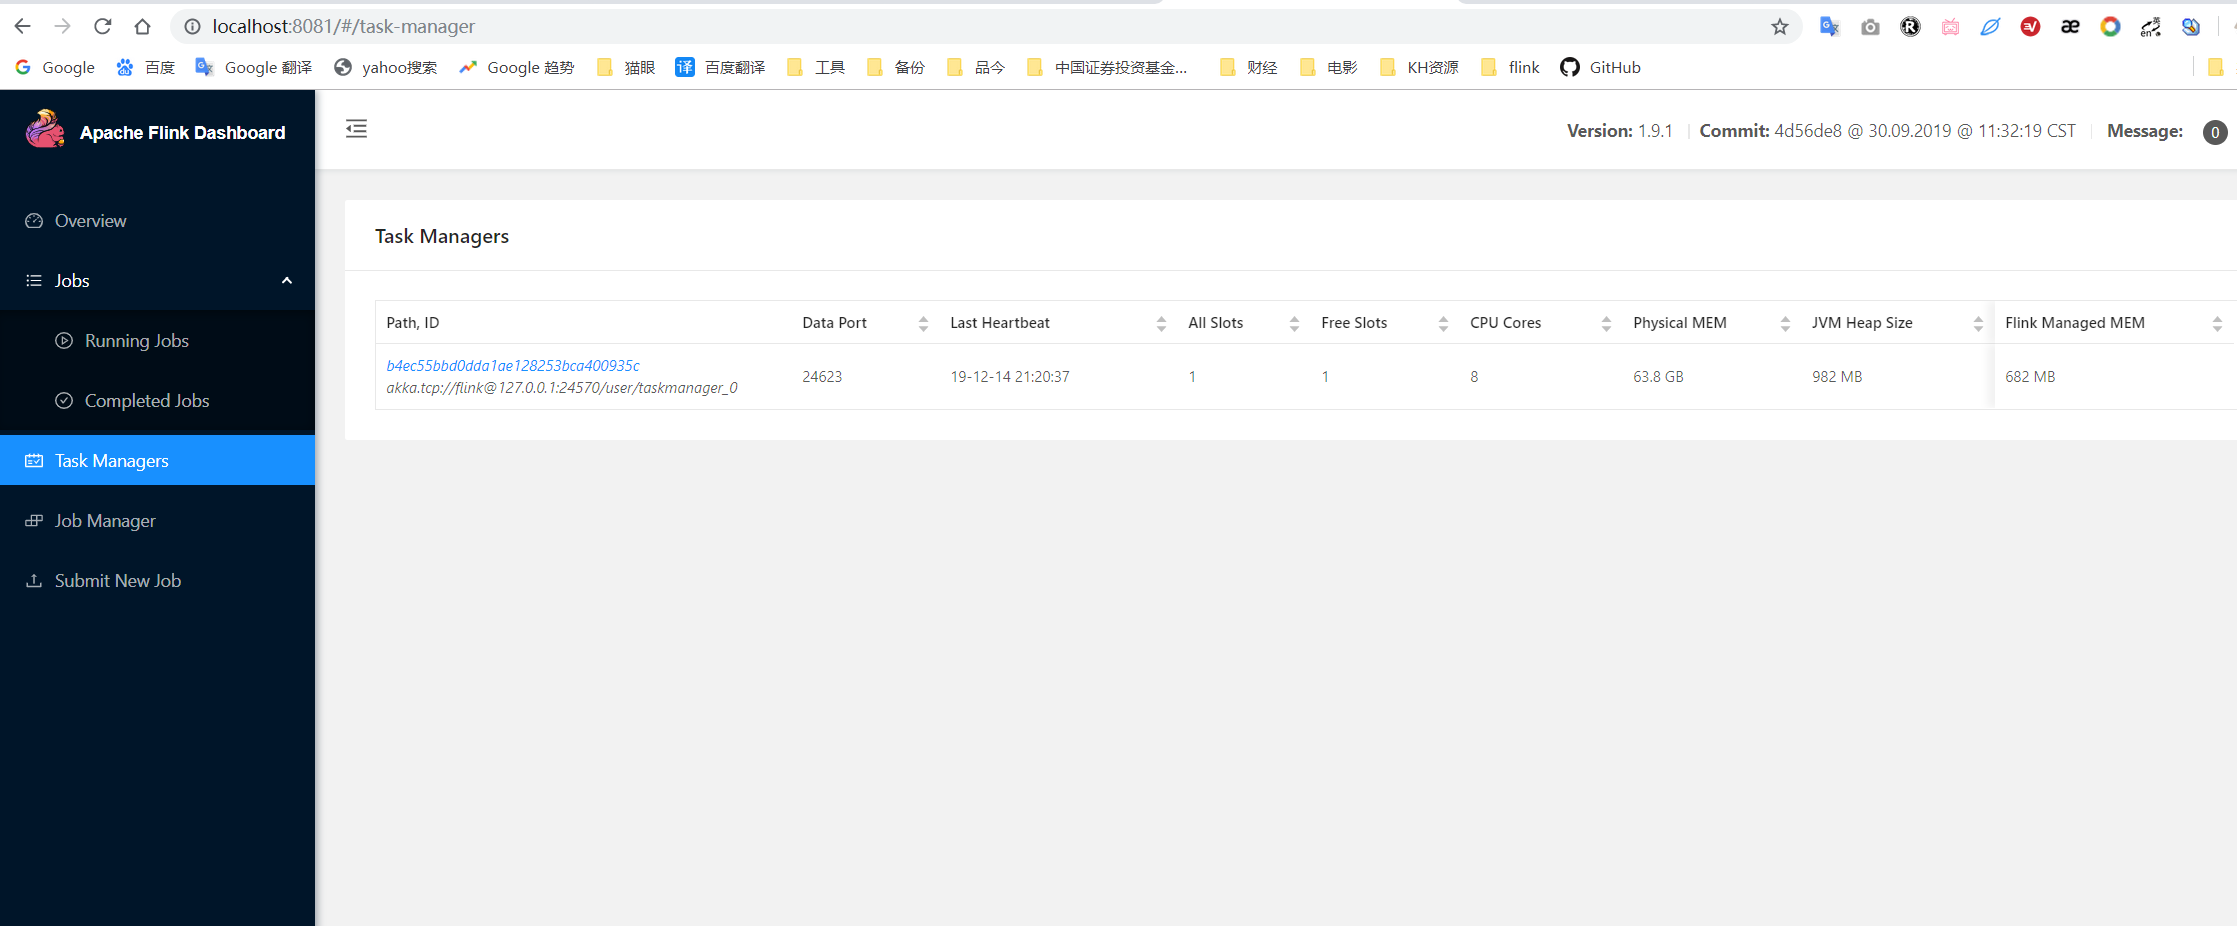 localhost:8081/#/task-manager
Google 百度 Google 翻译 yahoo搜索 Google 趋势 猫眼 译 百度翻译 工具 备份 品今 中国证券投资基金... 财经 电影 KH资源 flink GitHub
Apache Flink Dashboard
Version: 1.9.1 Commit: 4d56de8 @ 30.09.2019 @ 11:32:19 CST Message: 0
Overview
Jobs
Running Jobs
Completed Jobs
Task Managers
Job Manager
Submit New Job
Task Managers
Path, ID Data Port Last Heartbeat All Slots Free Slots CPU Cores Physical MEM JVM Heap Size Flink Managed MEM
b4ec55bbd0dda1ae128253bca400935c
akka.tcp://flink@127.0.0.1:24570/user/taskmanager_0
24623 19-12-14 21:20:37 1 1 8 63.8 GB 982 MB 682 MB